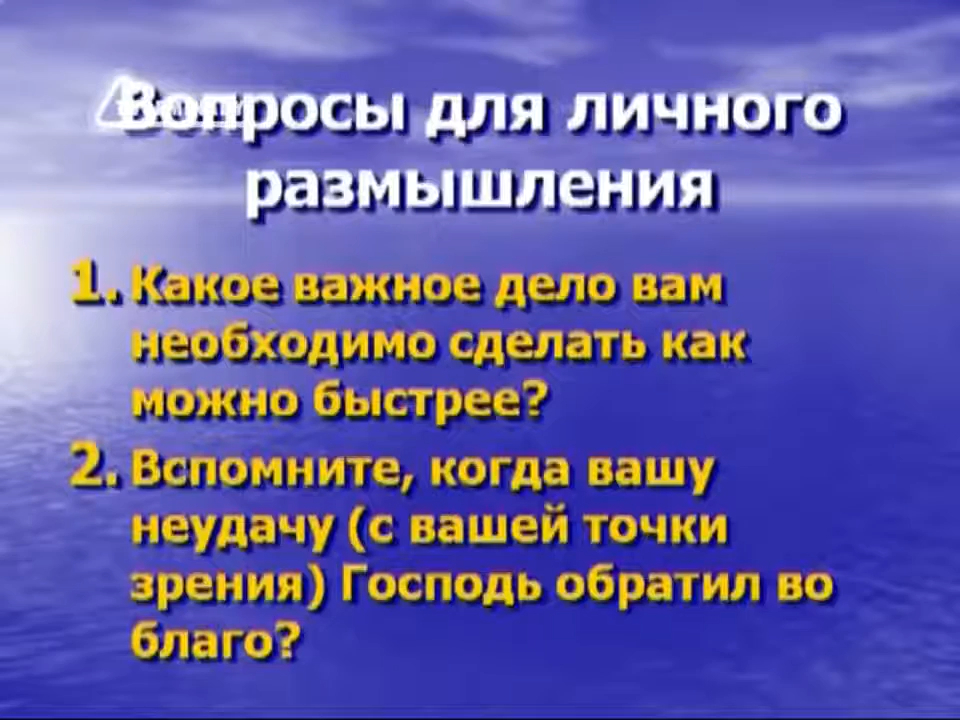 Вопросы для личного
размышления
1. Какое важное дело вам
необходимо сделать как
можно быстрее?
2. Вспомните, когда вашу
неудачу (с вашей точки
зрения) Господь обратил во
благо?